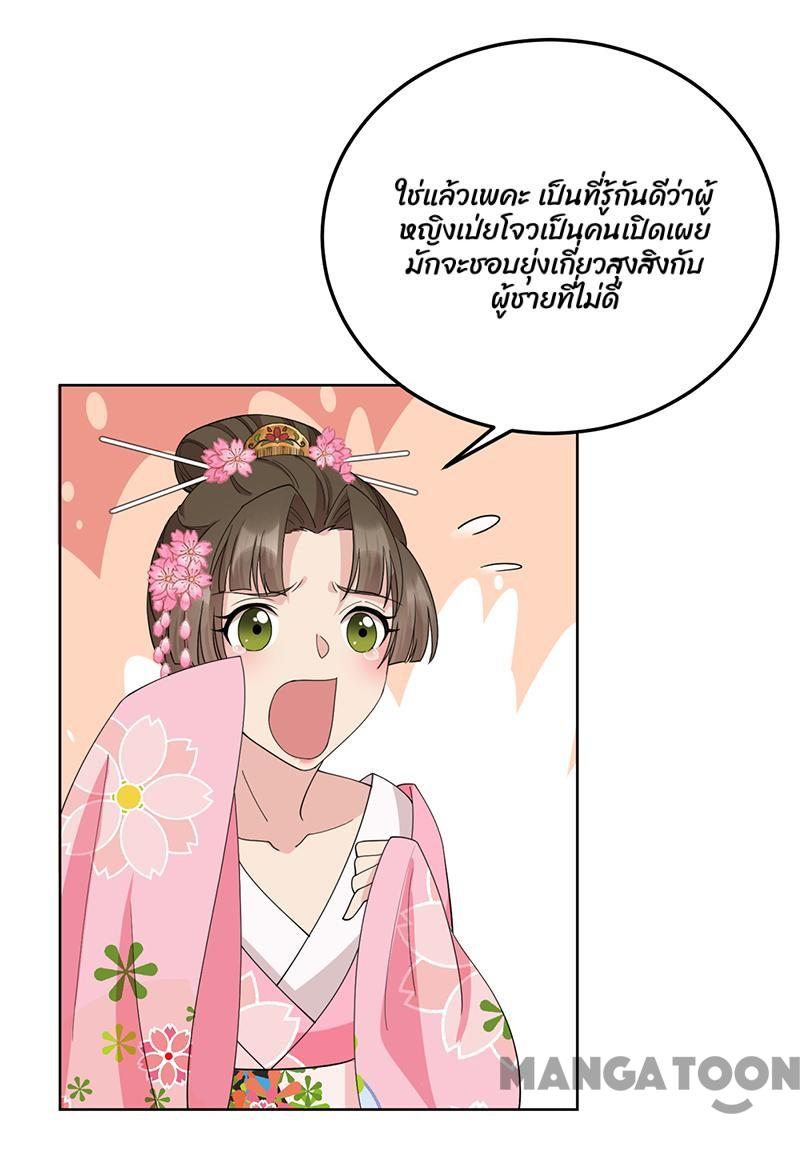 ใช่แล้วเพคะ เป็นที่รู้กันดีว่าผู้
หญิงเป่ยโจวเป็นคนเปิดเผย
มักจะชอบยุ่งเกี่ยวสุงสิงกับ
ผู้ชายที่ไม่ดี
MANGATOON